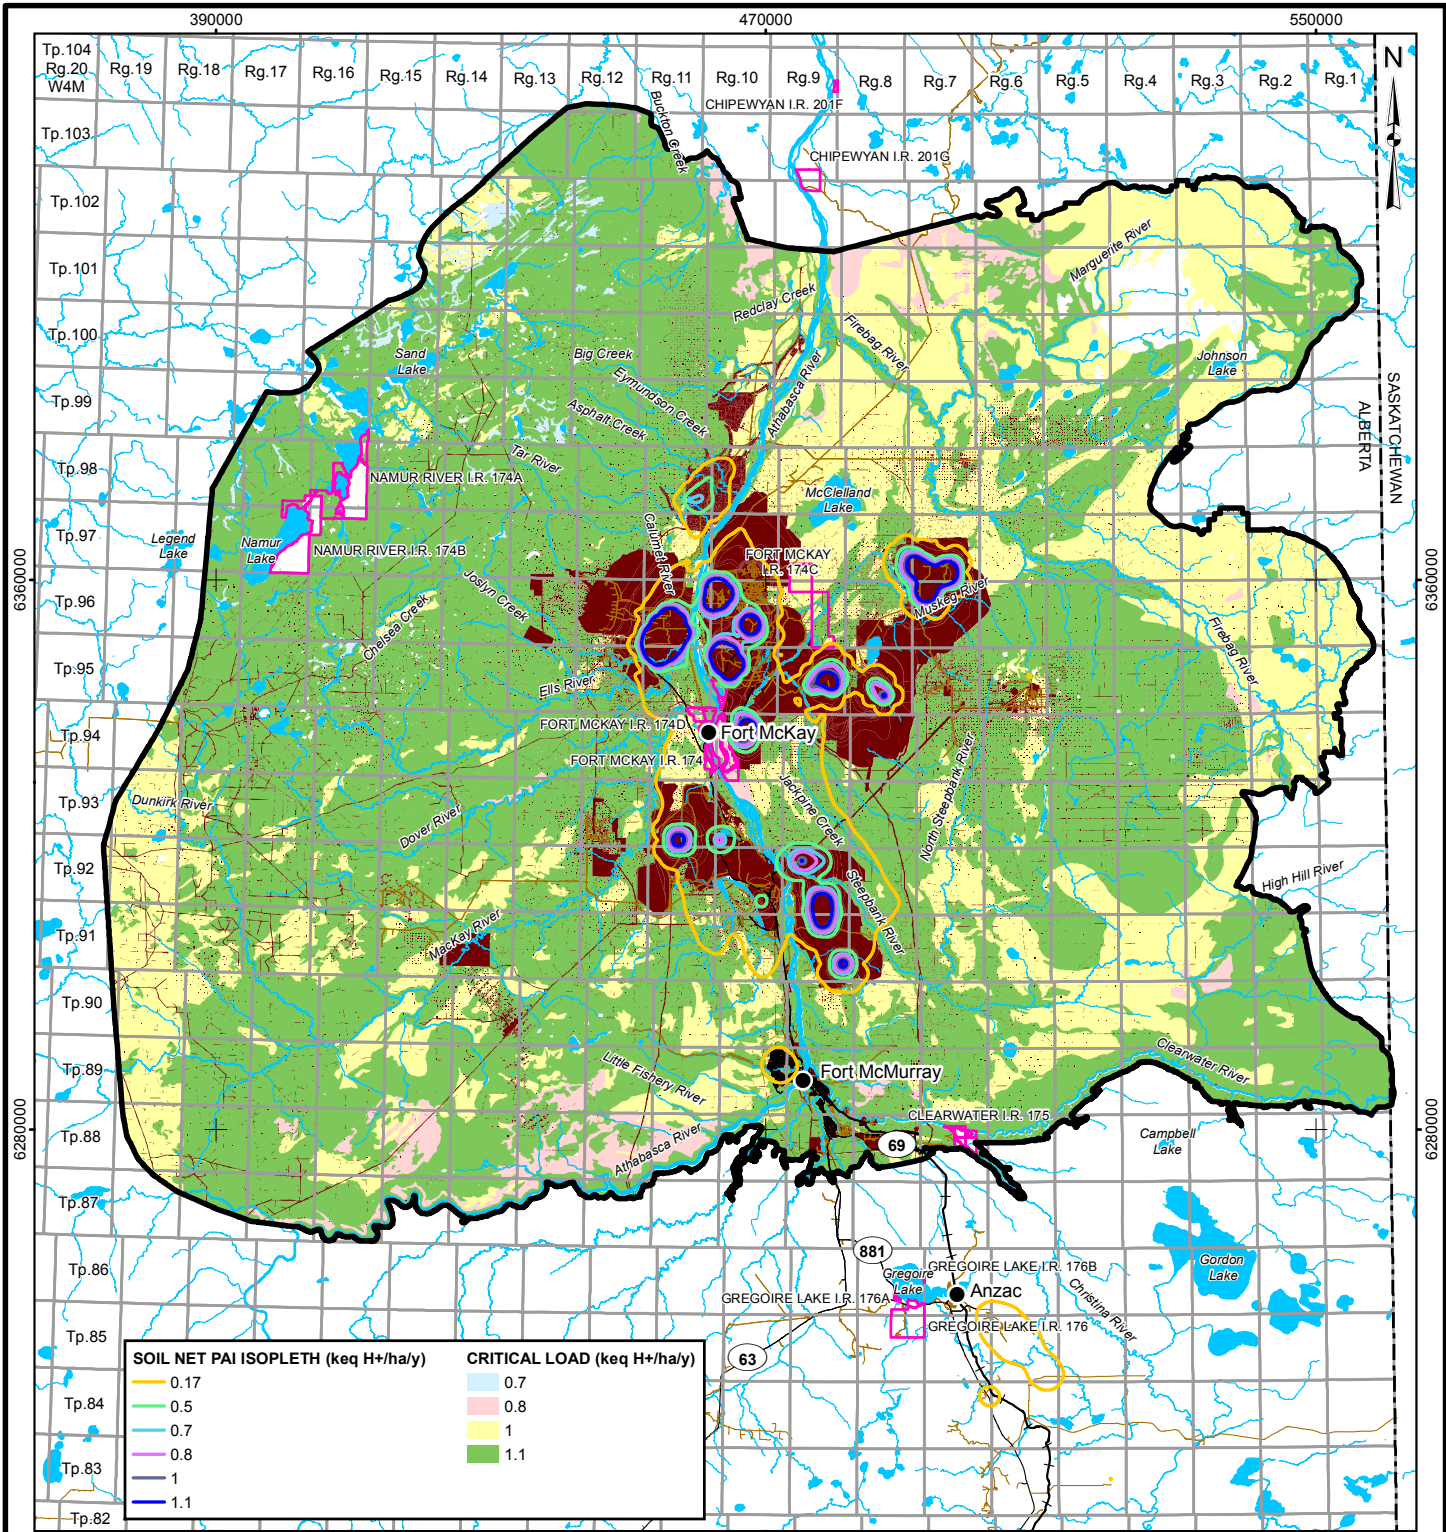 390000
470000
550000
Tp.104
Rg.20
W4M
Rg.19
Rg.18
Rg.17
Rg.16
Rg.15
Rg.14
Rg.13
Rg.12
Rg.11
Rg.10
Rg.9
Rg.8
Rg.7
Rg.6
Rg.5
Rg.4
Rg.3
Rg.2
Rg.1
N
CHIPEWYAN I.R. 201F
Tp.103
Buckton Creek
CHIPEWYAN I.R. 201G
Tp.102
Marguerite River
Tp.101
Redclay Creek
Tp.100
Firebag River
Sand
Lake
Big Creek
Johnson
Lake
Athabasca River
Eymundson Creek
Tp.99
Asphalt Creek
SASKATCHEWAN
ALBERTA
Tar River
Tp.98
NAMUR RIVER I.R. 174A
McClelland
Lake
Tp.97
Legend
Lake
Namur
Lake
NAMUR RIVER I.R. 174B
Calumet River
FORT MCKAY
I.R. 174C
6360000
6360000
Joslyn Creek
Muskeg River
Tp.96
Chelsea Creek
Firebag River
Tp.95
Ells River
FORT MCKAY I.R. 174D
Tp.94
Fort McKay
FORT MCKAY I.R.174
North Steepbank River
Tp.93
Dunkirk River
Dover River
Jackpine Creek
Tp.92
Steepbank River
High Hill River
Tp.91
MacKay River
Tp.90
Tp.89
Little Fishery River
Fort McMurray
Clearwater River
6280000
6280000
CLEARWATER I.R. 175
Tp.88
Athabasca River
69
Campbell
Lake
Tp.87
881
Tp.86
Gregoire
Lake
GREGOIRE LAKE I.R. 176B
Gordon
Lake
Anzac
GREGOIRE LAKE I.R. 176A
Christina River
GREGOIRE LAKE I.R. 176
Tp.85
63
SOIL NET PAI ISOPLETH (keq H+/ha/y)
0.17
0.5
0.7
0.8
1
1.1
CRITICAL LOAD (keq H+/ha/y)
0.7
0.8
1
1.1
Tp.84
Tp.83
Tp.82